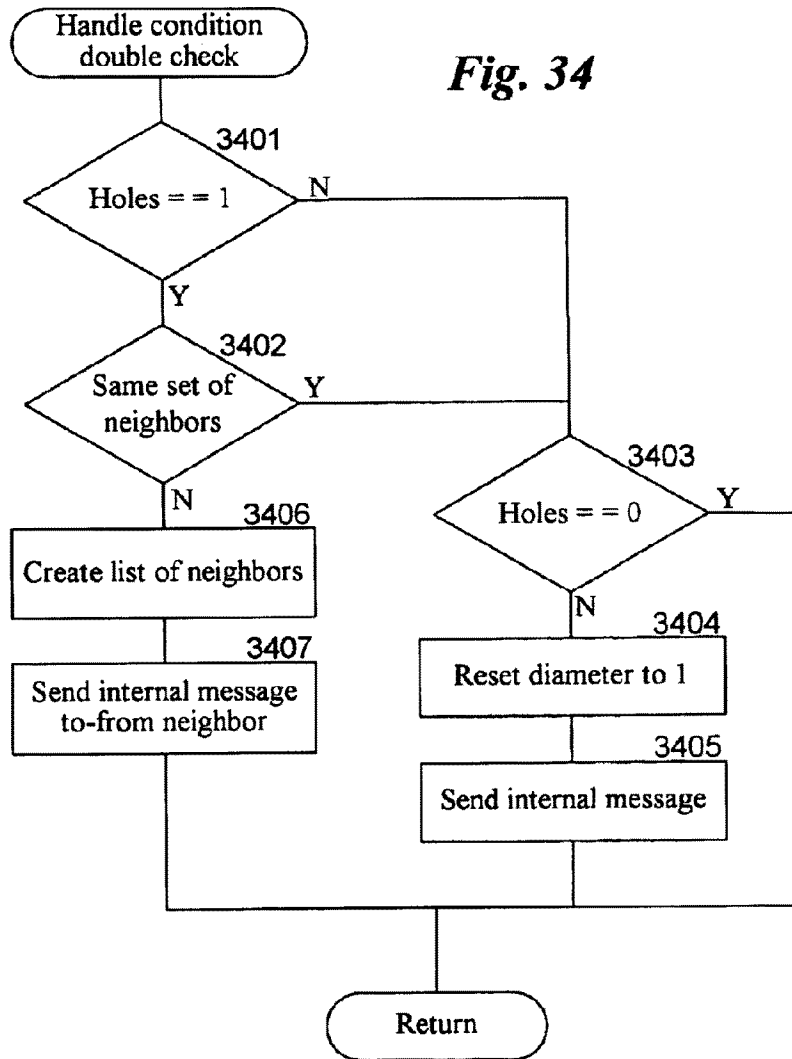 Handle condition
double check
Fig. 34
3401
Holes = = 1
N
Y
3402
Same set of
neighbors
Y
N
3403
Holes = = 0
Y
N
3406
Create list of neighbors
3404
Reset diameter to 1
3407
Send internal message
to-from neighbor
3405
Send internal message
Return